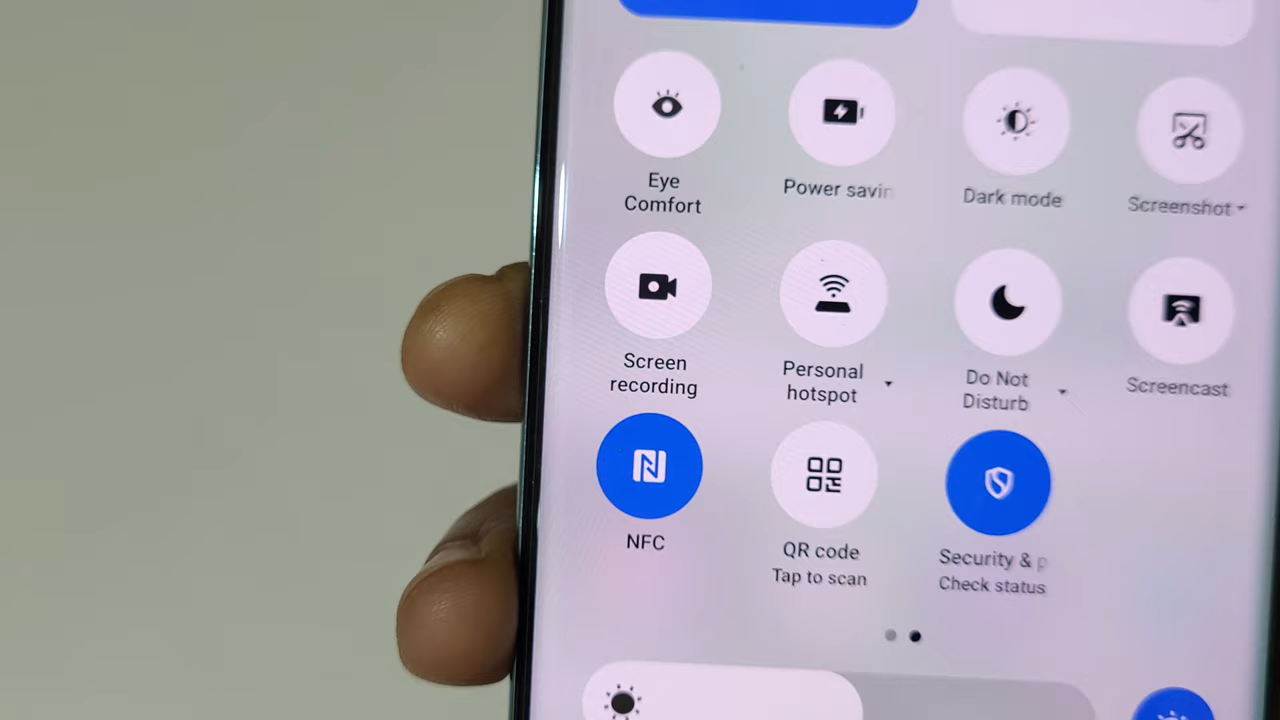 Eye
Comfort
Power savin
Dark mode
Screenshot
Screen
recording
Personal
hotspot
Do Not
Disturb
Screencast
NFC
QR code
Tap to scan
Security & p
Check status